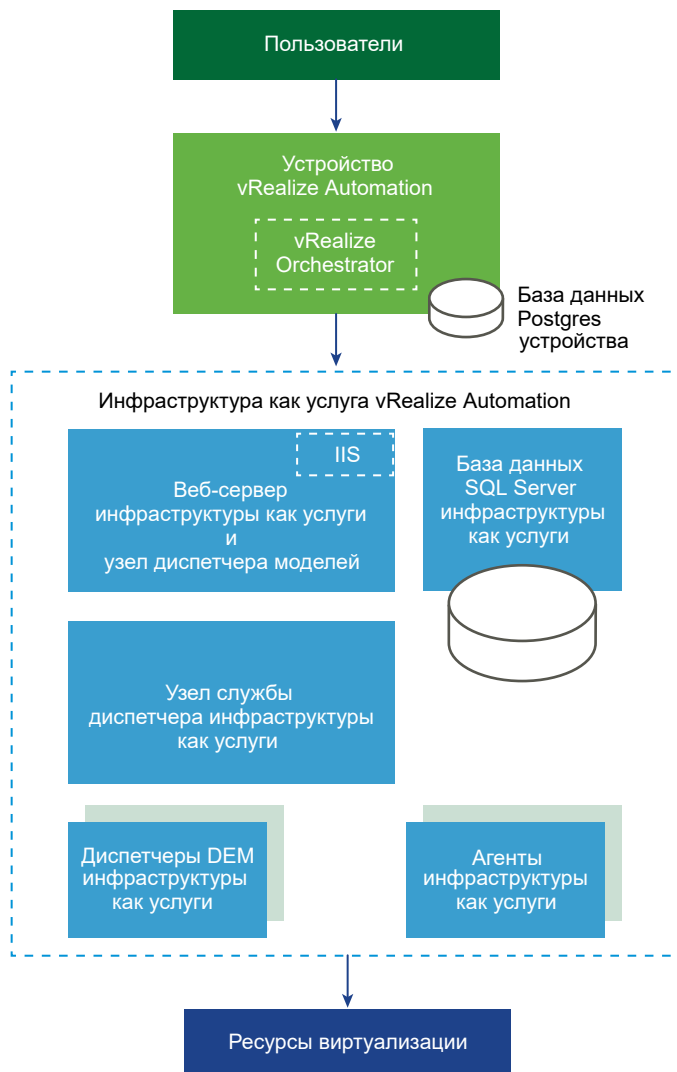 Пользователи
Устройство
vRealize Automation
vRealize
Orchestrator
База данных
Postgres
устройства
Инфраструктура как услуга vRealize Automation
IIS
Веб-сервер
инфраструктуры как услуги
и
узел диспетчера моделей
База данных
SQL Server
инфраструктуры
как услуги
Узел службы
диспетчера инфраструктуры
как услуги
Диспетчеры DEM
инфраструктуры
как услуги
Агенты
инфраструктуры
как услуги
Ресурсы виртуализации